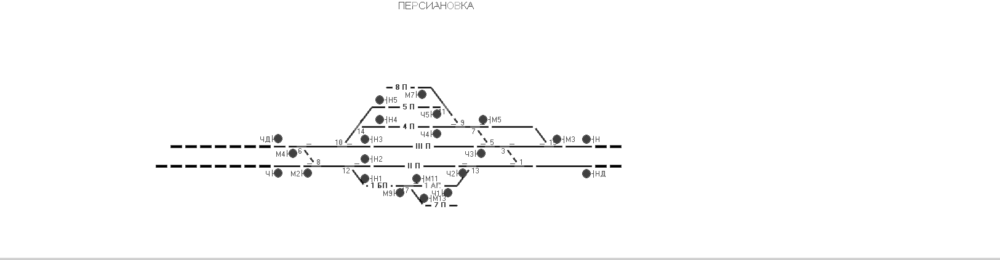 ПЕРСИАНОВКА
8 П
М7
Н5
5 П
Ч5
11
Н4
4 П
9
М5
14
Ч4
7
ЧД
10
Н3
5
15
М3
Н
III П
М4
6
Ч3
3
Н2
8
1
II П
Ч
М2
12
Ч2
13
НД
Н1
М11
1 БП
1 АП
М9
17
Ч1
М13
7 П